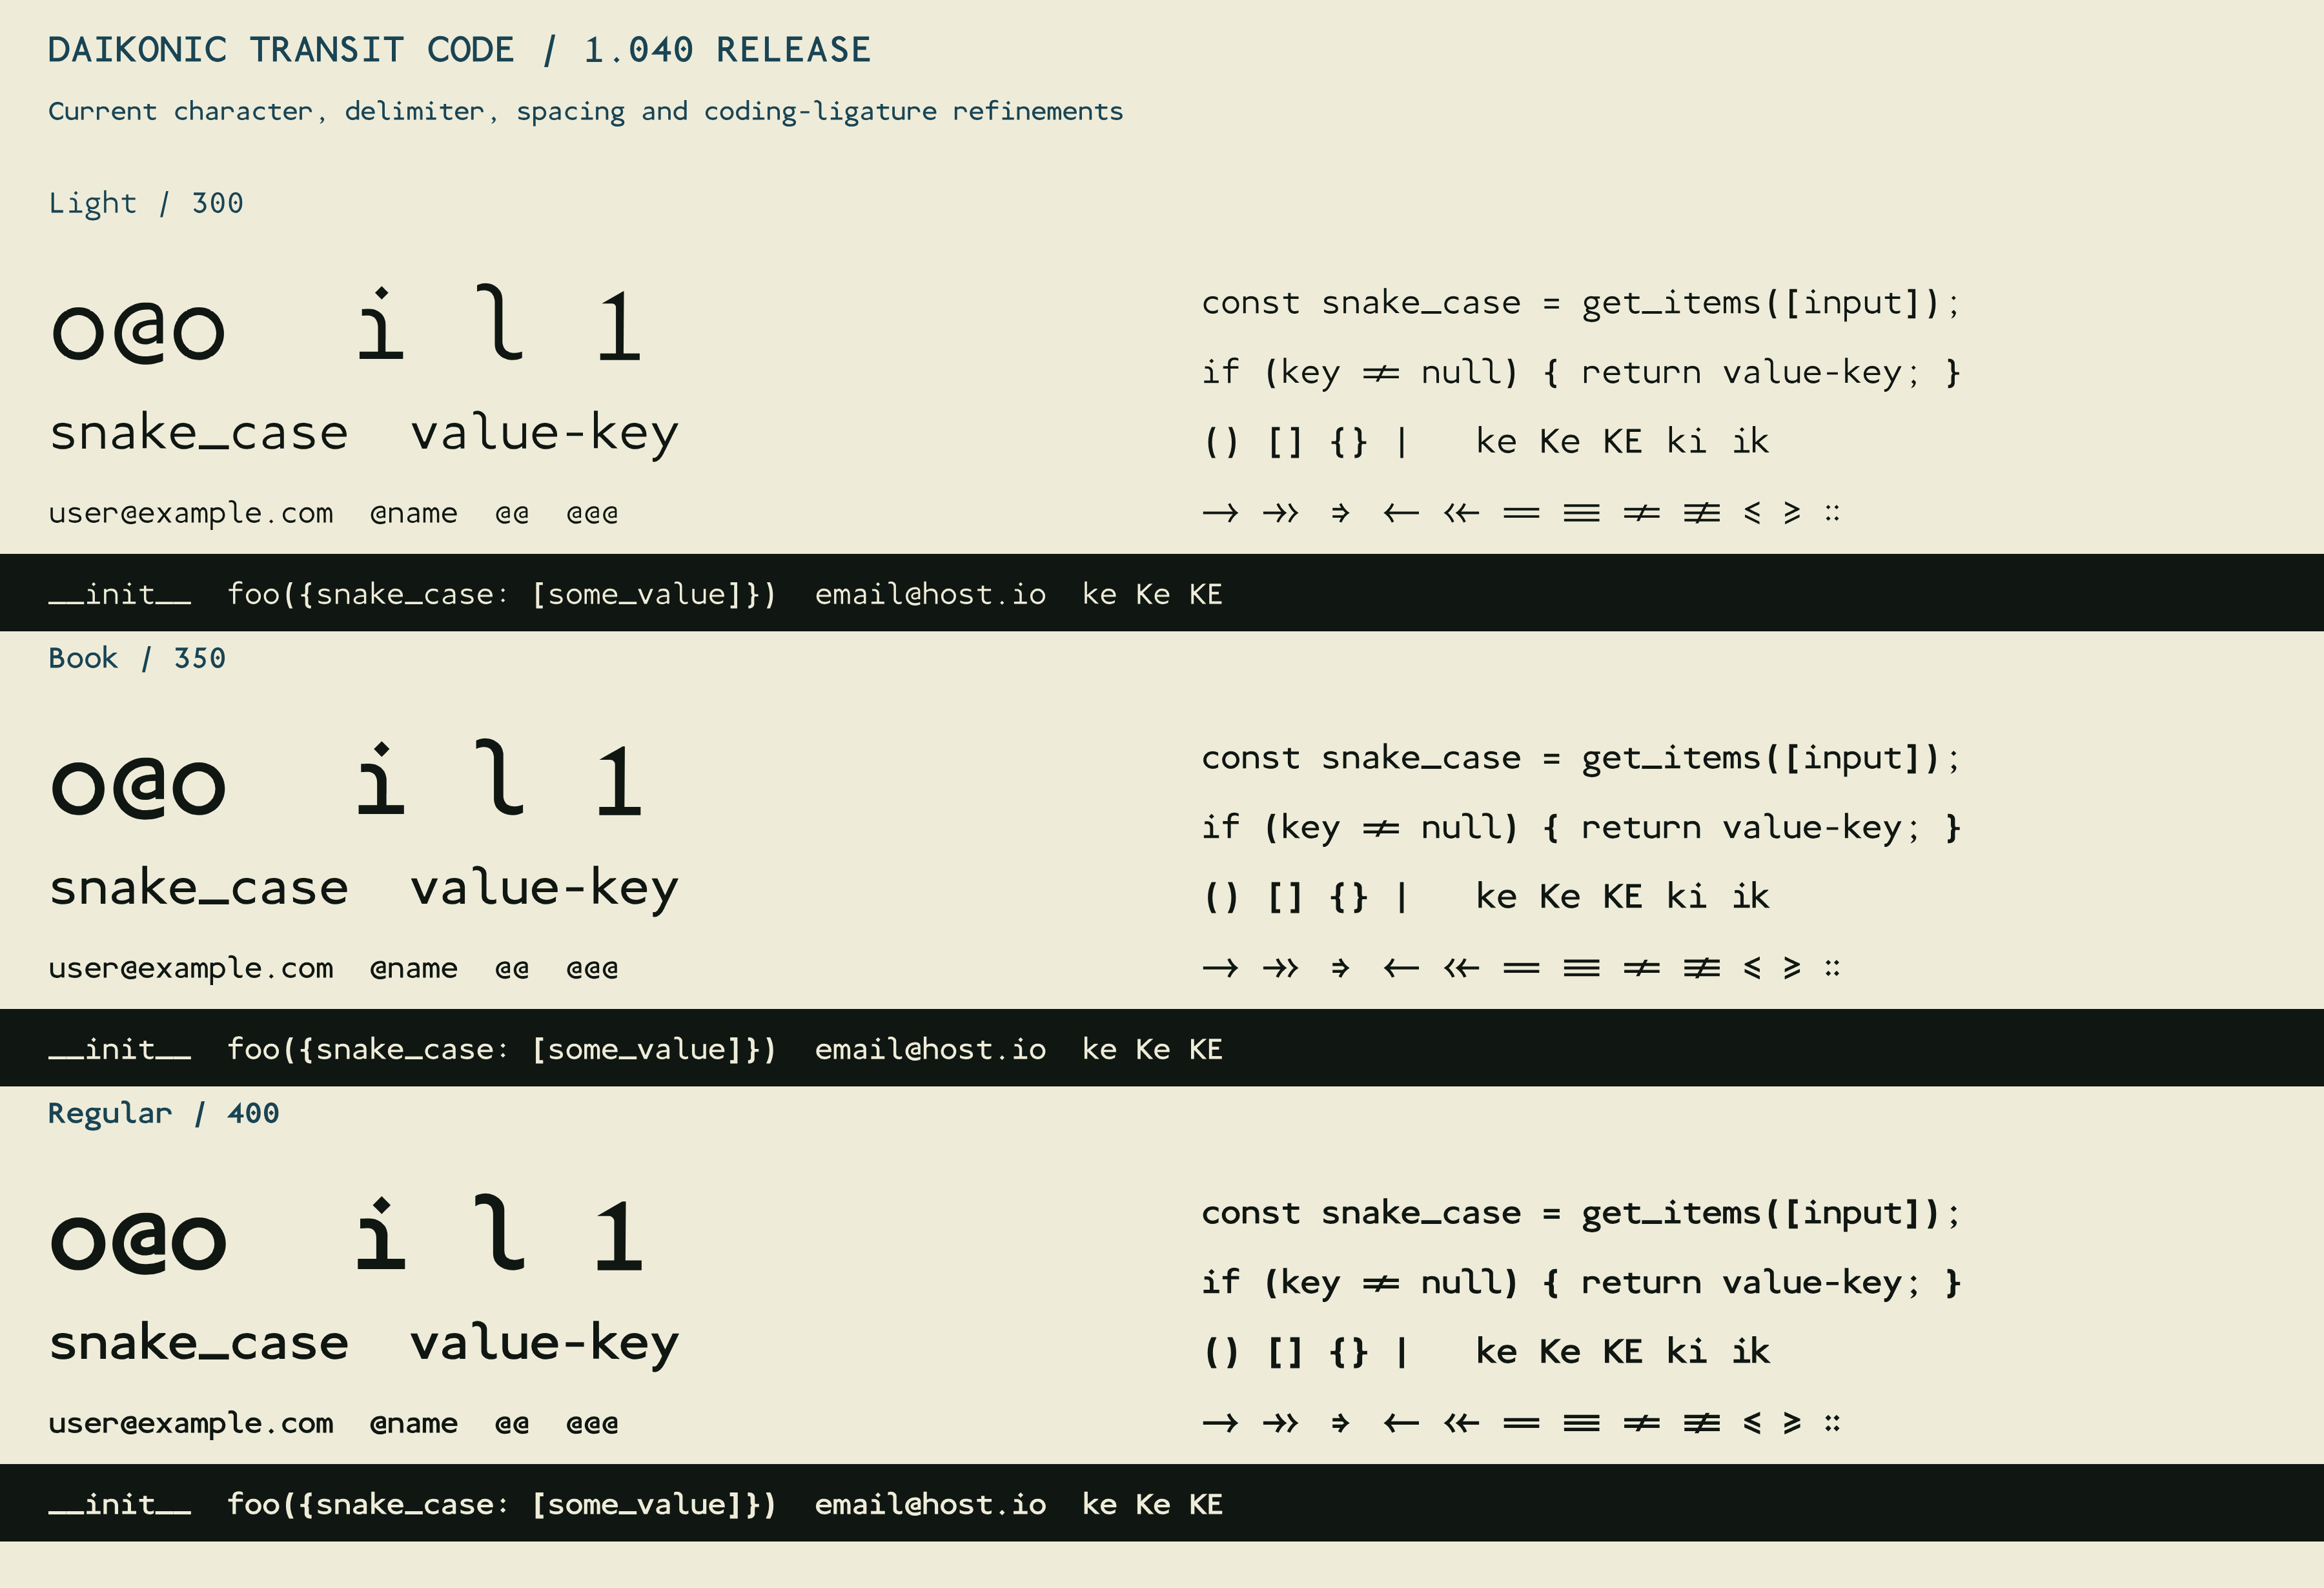 DAIKONIC TRANSIT CODE / 1.040 RELEASE
Current character, delimiter, spacing and coding-ligature refinements
Light / 300
o@o i l 1
snake_case value-key
user@example.com @name @@ @@@
const snake_case = get_items([input]);
if (key ≠ null) { return value-key; }
() [] {} | ke Ke KE ki ik
→ ↠ ⇒ ← ↞ = ≡ ≠ ≢ ⩽ ⩾ ::
__init__ foo({snake_case: [some_value]}) email@host.io ke Ke KE
Book / 350
o@o i l 1
snake_case value-key
user@example.com @name @@ @@@
const snake_case = get_items([input]);
if (key ≠ null) { return value-key; }
() [] {} | ke Ke KE ki ik
→ ↠ ⇒ ← ↞ = ≡ ≠ ≢ ⩽ ⩾ ::
__init__ foo({snake_case: [some_value]}) email@host.io ke Ke KE
Regular / 400
o@o i l 1
snake_case value-key
user@example.com @name @@ @@@
const snake_case = get_items([input]);
if (key ≠ null) { return value-key; }
() [] {} | ke Ke KE ki ik
→ ↠ ⇒ ← ↞ = ≡ ≠ ≢ ⩽ ⩾ ::
__init__ foo({snake_case: [some_value]}) email@host.io ke Ke KE